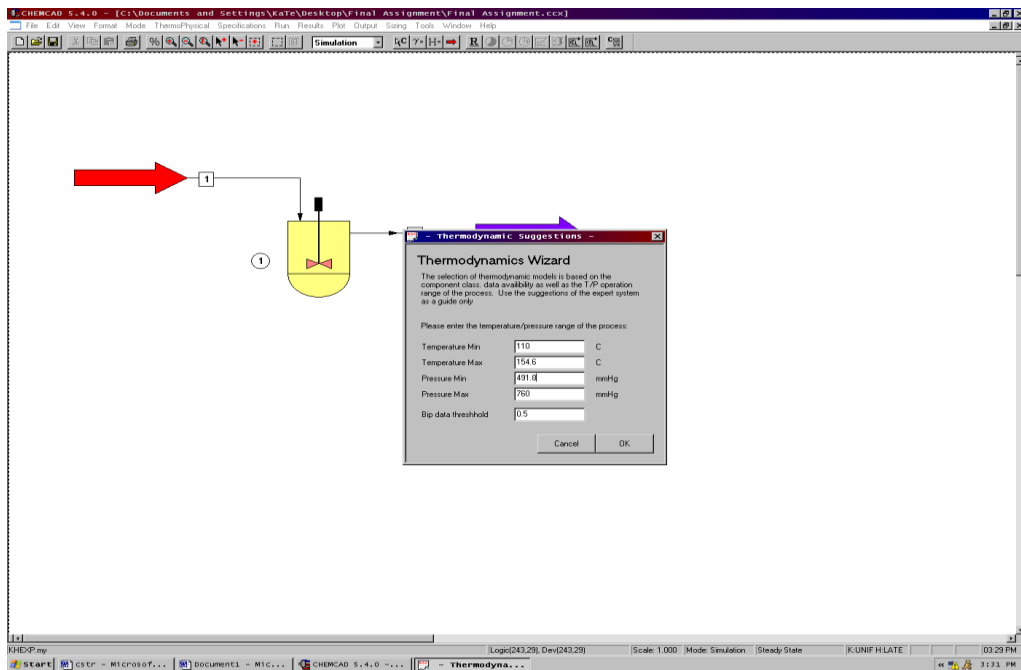 CHEMCAD 5.4.0 - [C:\Documents and Settings\KaTe\Desktop\Final Assignment\Final Assignment.ccx]
File Edit View Format Mode ThermoPhysical Specifications Run Results Plot Output Sizing Tools Window Help
Simulation
R
1
1
- Thermodynamic Suggestions -
Thermodynamics Wizard
The selection of thermodynamic models is based on the
component class. data availibility as well as the T/P operation
range of the process. Use the suggestions of the expert system
as a guide only
Please enter the temperature/pressure range of the process:
Temperature Min 110 C
Temperature Max 154.6 C
Pressure Min 491.8 mmHg
Pressure Max 760 mmHg
Bip data threshhold 0.5
Cancel OK
KHEXP.my Logic(243,29), Dev(243,29) Scale: 1.000 Mode: Simulation Steady State K:UNIF H:LATE 03:29 PM
Start cstr - Microsof... Document1 - Mic... CHEMCAD 5.4.0 -... - Thermodyna... 3:31 PM